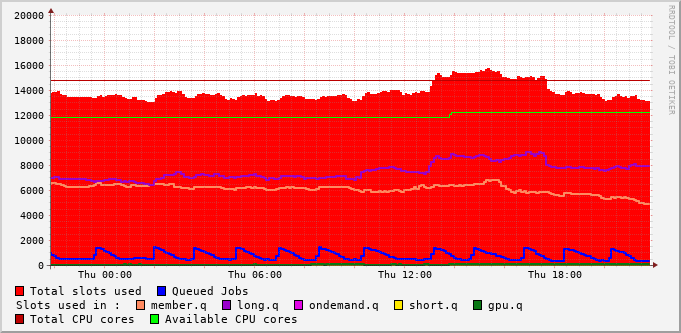 20000
18000
16000
14000
12000
10000
8000
6000
4000
2000
0
Thu 00:00 Thu 06:00 Thu 12:00 Thu 18:00
RRDTOOL / TOBI OETIKER
Total slots used Queued Jobs
Slots used in : member.q long.q ondemand.q short.q gpu.q
Total CPU cores Available CPU cores